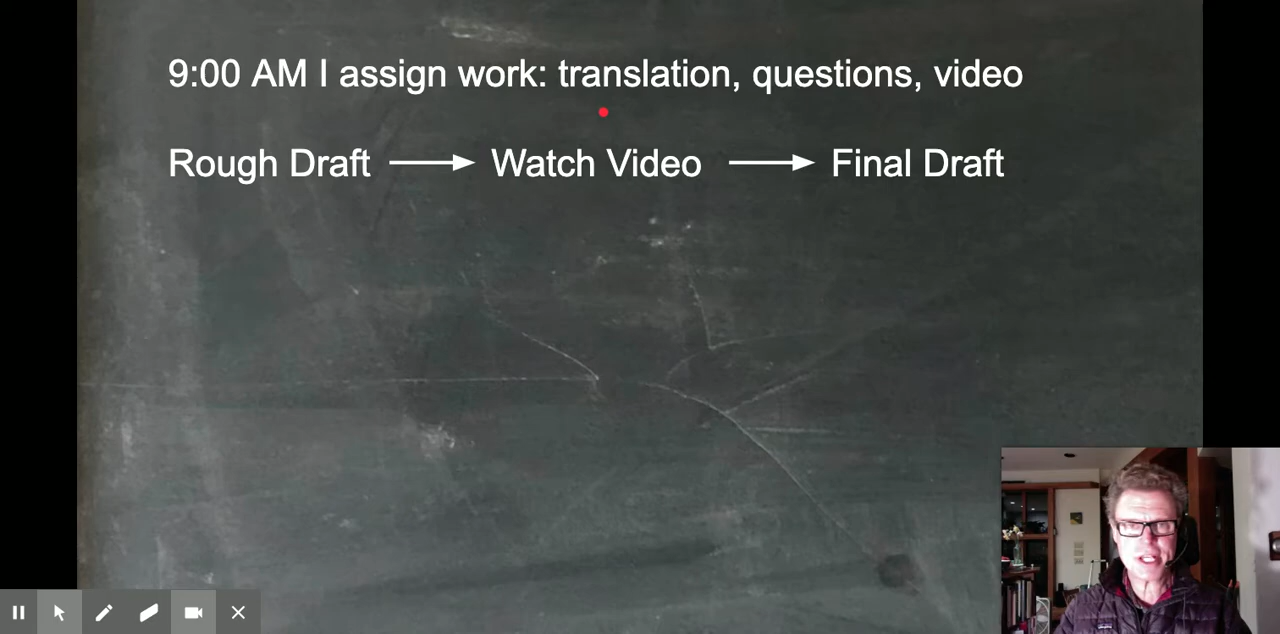 9:00 AM I assign work: translation, questions, video
Rough Draft → Watch Video → Final Draft